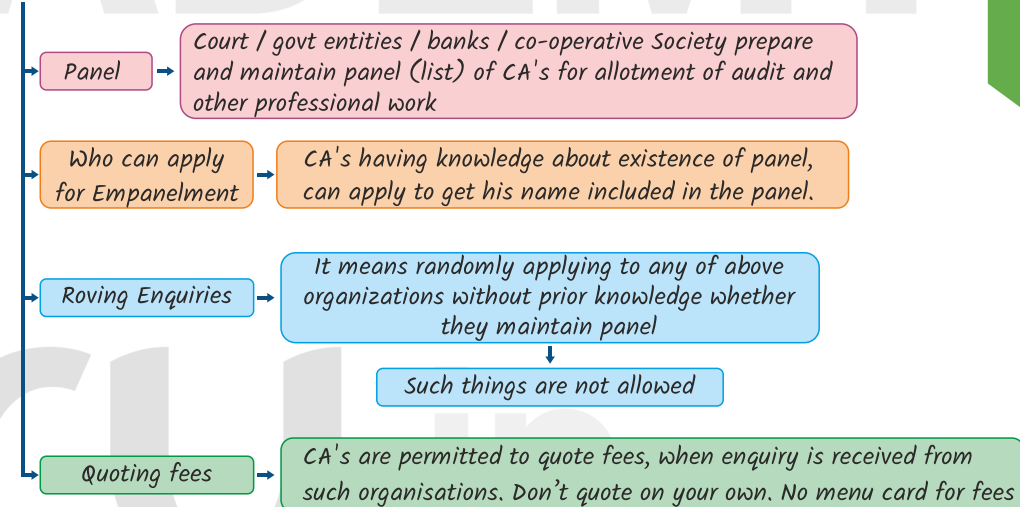 Panel
Court / govt entities / banks / co-operative Society prepare
and maintain panel (list) of CA's for allotment of audit and
other professional work
Who can apply
for Empanelment
CA's having knowledge about existence of panel,
can apply to get his name included in the panel.
Roving Enquiries
It means randomly applying to any of above
organizations without prior knowledge whether
they maintain panel
Such things are not allowed
Quoting fees
CA's are permitted to quote fees, when enquiry is received from
such organisations. Don’t quote on your own. No menu card for fees